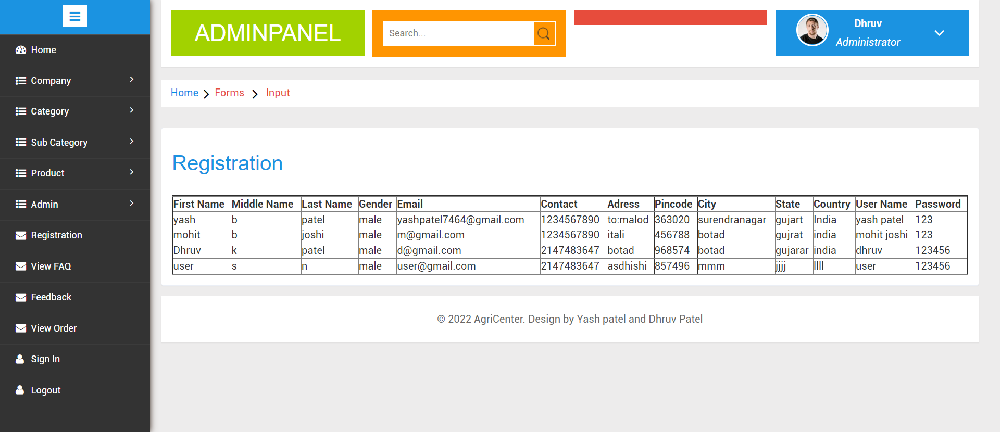 ADMINPANEL
Search...
Dhruv
Administrator
Home
Company
Category
Sub Category
Product
Admin
Registration
View FAQ
Feedback
View Order
Sign In
Logout
Home Forms Input
Registration
First Name Middle Name Last Name Gender Email Contact Adress Pincode City State Country User Name Password
yash b patel male yashpatel7464@gmail.com 1234567890 to:malod 363020 surendranagar gujart India yash patel 123
mohit b joshi male m@gmail.com 1234567890 itali 456788 botad gujrat india mohit joshi 123
Dhruv k patel male d@gmail.com 2147483647 botad 968574 botad gujarar india dhruv 123456
user s n male user@gmail.com 2147483647 asdhishi 857496 mmm jjjj llll user 123456
© 2022 AgriCenter. Design by Yash patel and Dhruv Patel